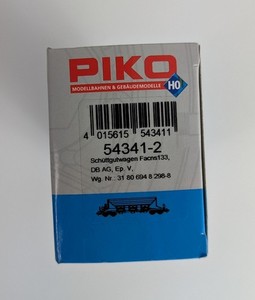 PIKO
MODELLBAHNEN & GEBÄUDEMODELLE
H0
4 015615 543411
54341-2
Schüttgutwagen Facns133,
DB AG, Ep. V,
Wg. Nr.: 31 80 694 8 298-8